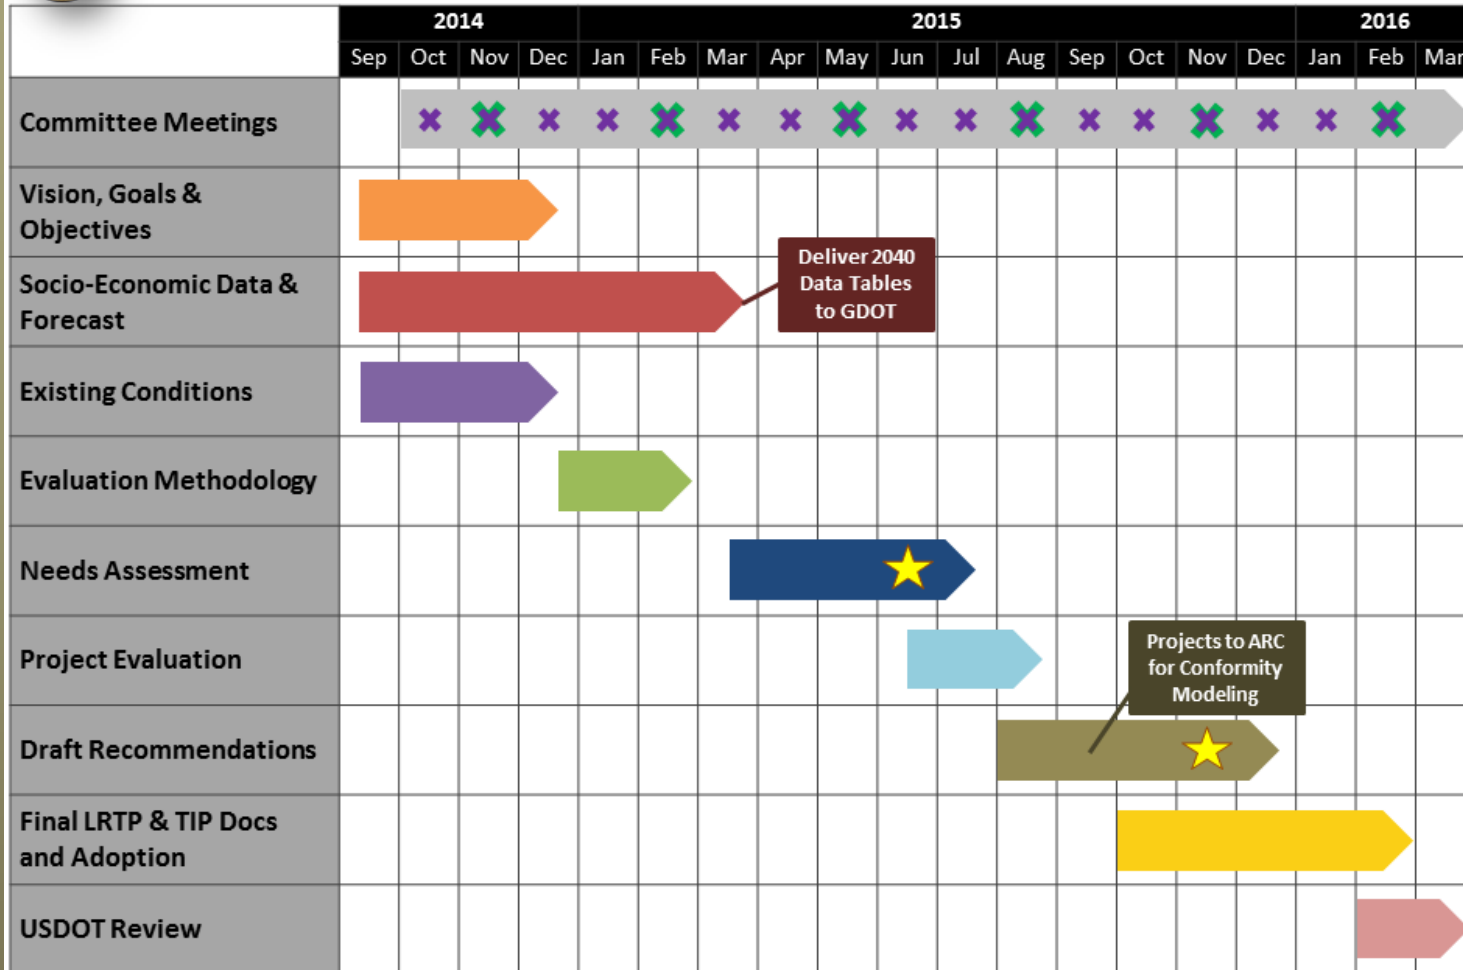 2014 2015 2016
Sep Oct Nov Dec Jan Feb Mar Apr May Jun Jul Aug Sep Oct Nov Dec Jan Feb Mar
Committee Meetings
Vision, Goals &
Objectives
Socio-Economic Data &
Forecast
Deliver 2040
Data Tables
to GDOT
Existing Conditions
Evaluation Methodology
Needs Assessment
Project Evaluation
Projects to ARC
for Conformity
Modeling
Draft Recommendations
Final LRTP & TIP Docs
and Adoption
USDOT Review